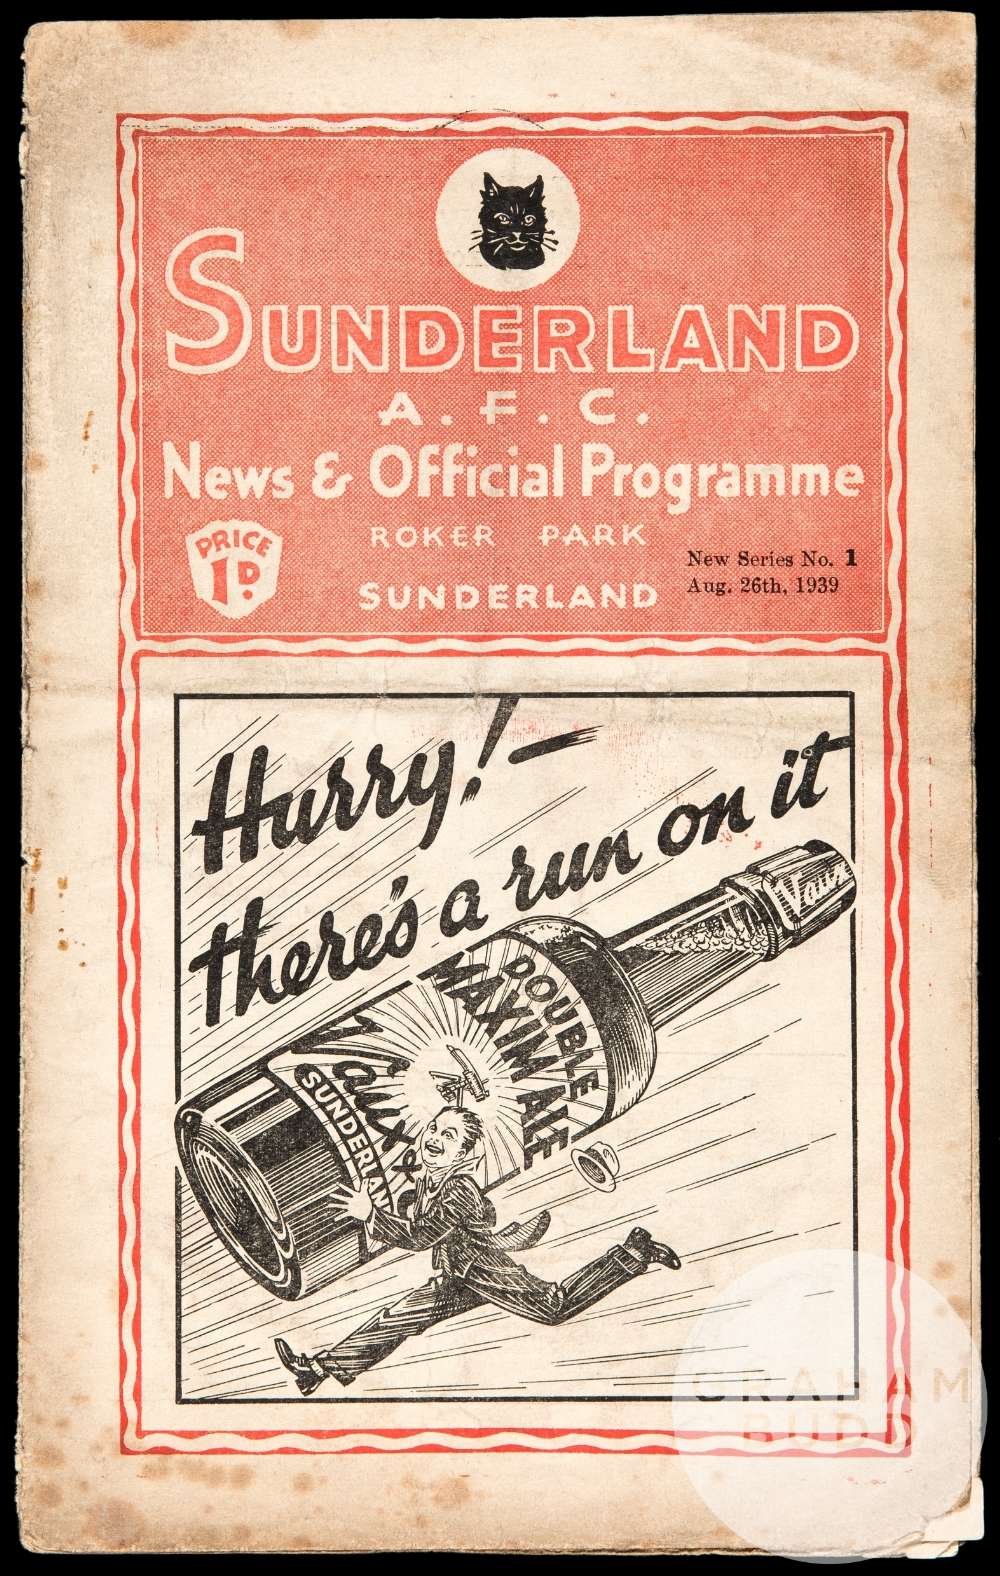 SUNDERLAND
A. F. C.
News & Official Programme
ROKER PARK
SUNDERLAND
PRICE
1D.
New Series No. 1
Aug. 26th, 1939
Hurry!—
there's a run on it
Vaux
DOUBLE
MAXIM ALE
Vaux &
SUNDERLAN
GRAHAM
BUDD